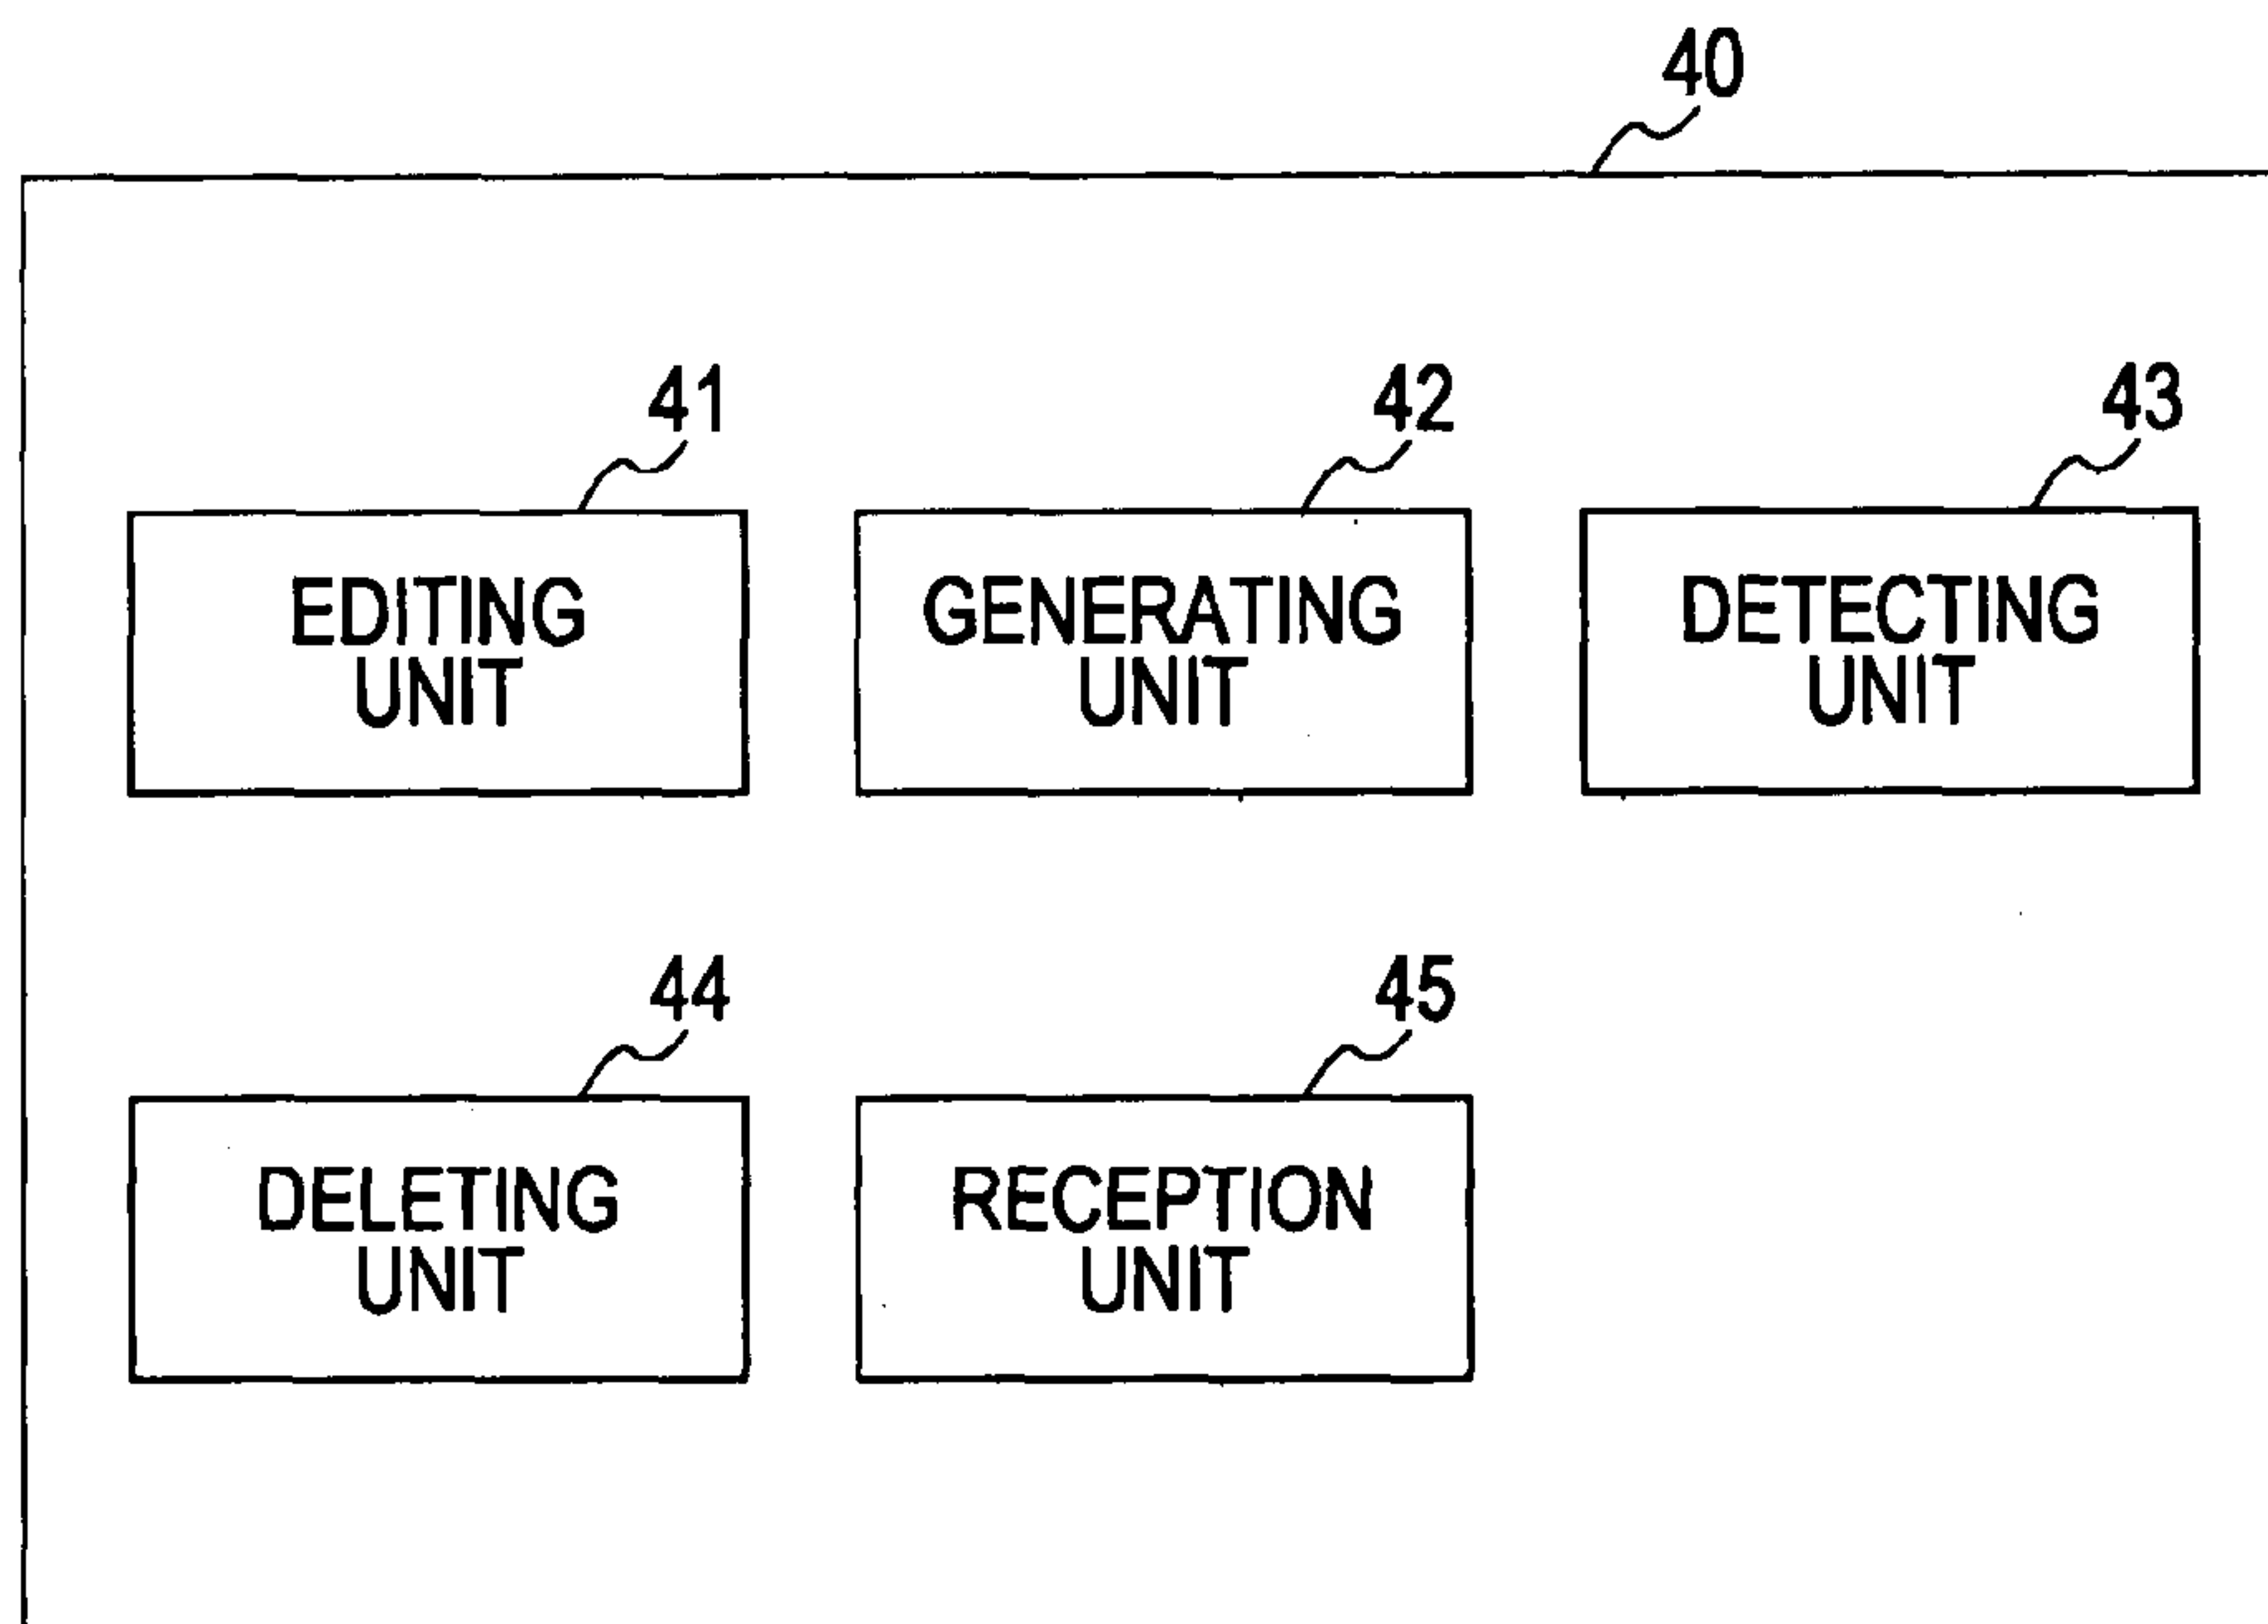 40
41
EDITING
UNIT
42
GENERATING
UNIT
43
DETECTING
UNIT
44
DELETING
UNIT
45
RECEPTION
UNIT